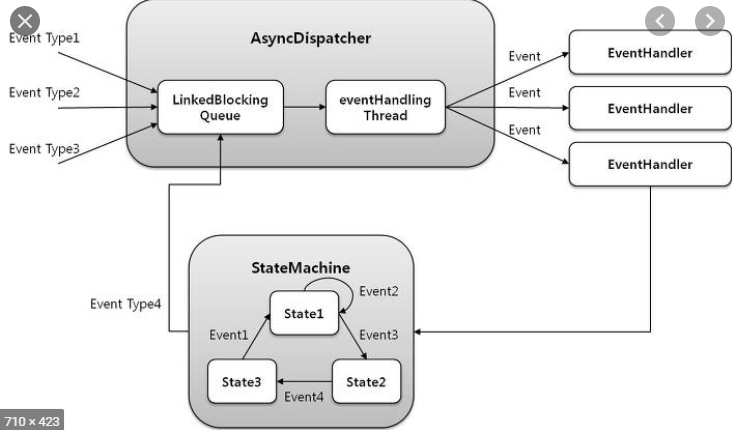 Event Type1
AsyncDispatcher
Event
EventHandler
Event Type2
LinkedBlocking
Queue
eventHandling
Thread
Event
EventHandler
Event Type3
Event
EventHandler
StateMachine
Event Type4
Event2
State1
Event1
Event3
State3
State2
Event4
710 × 423